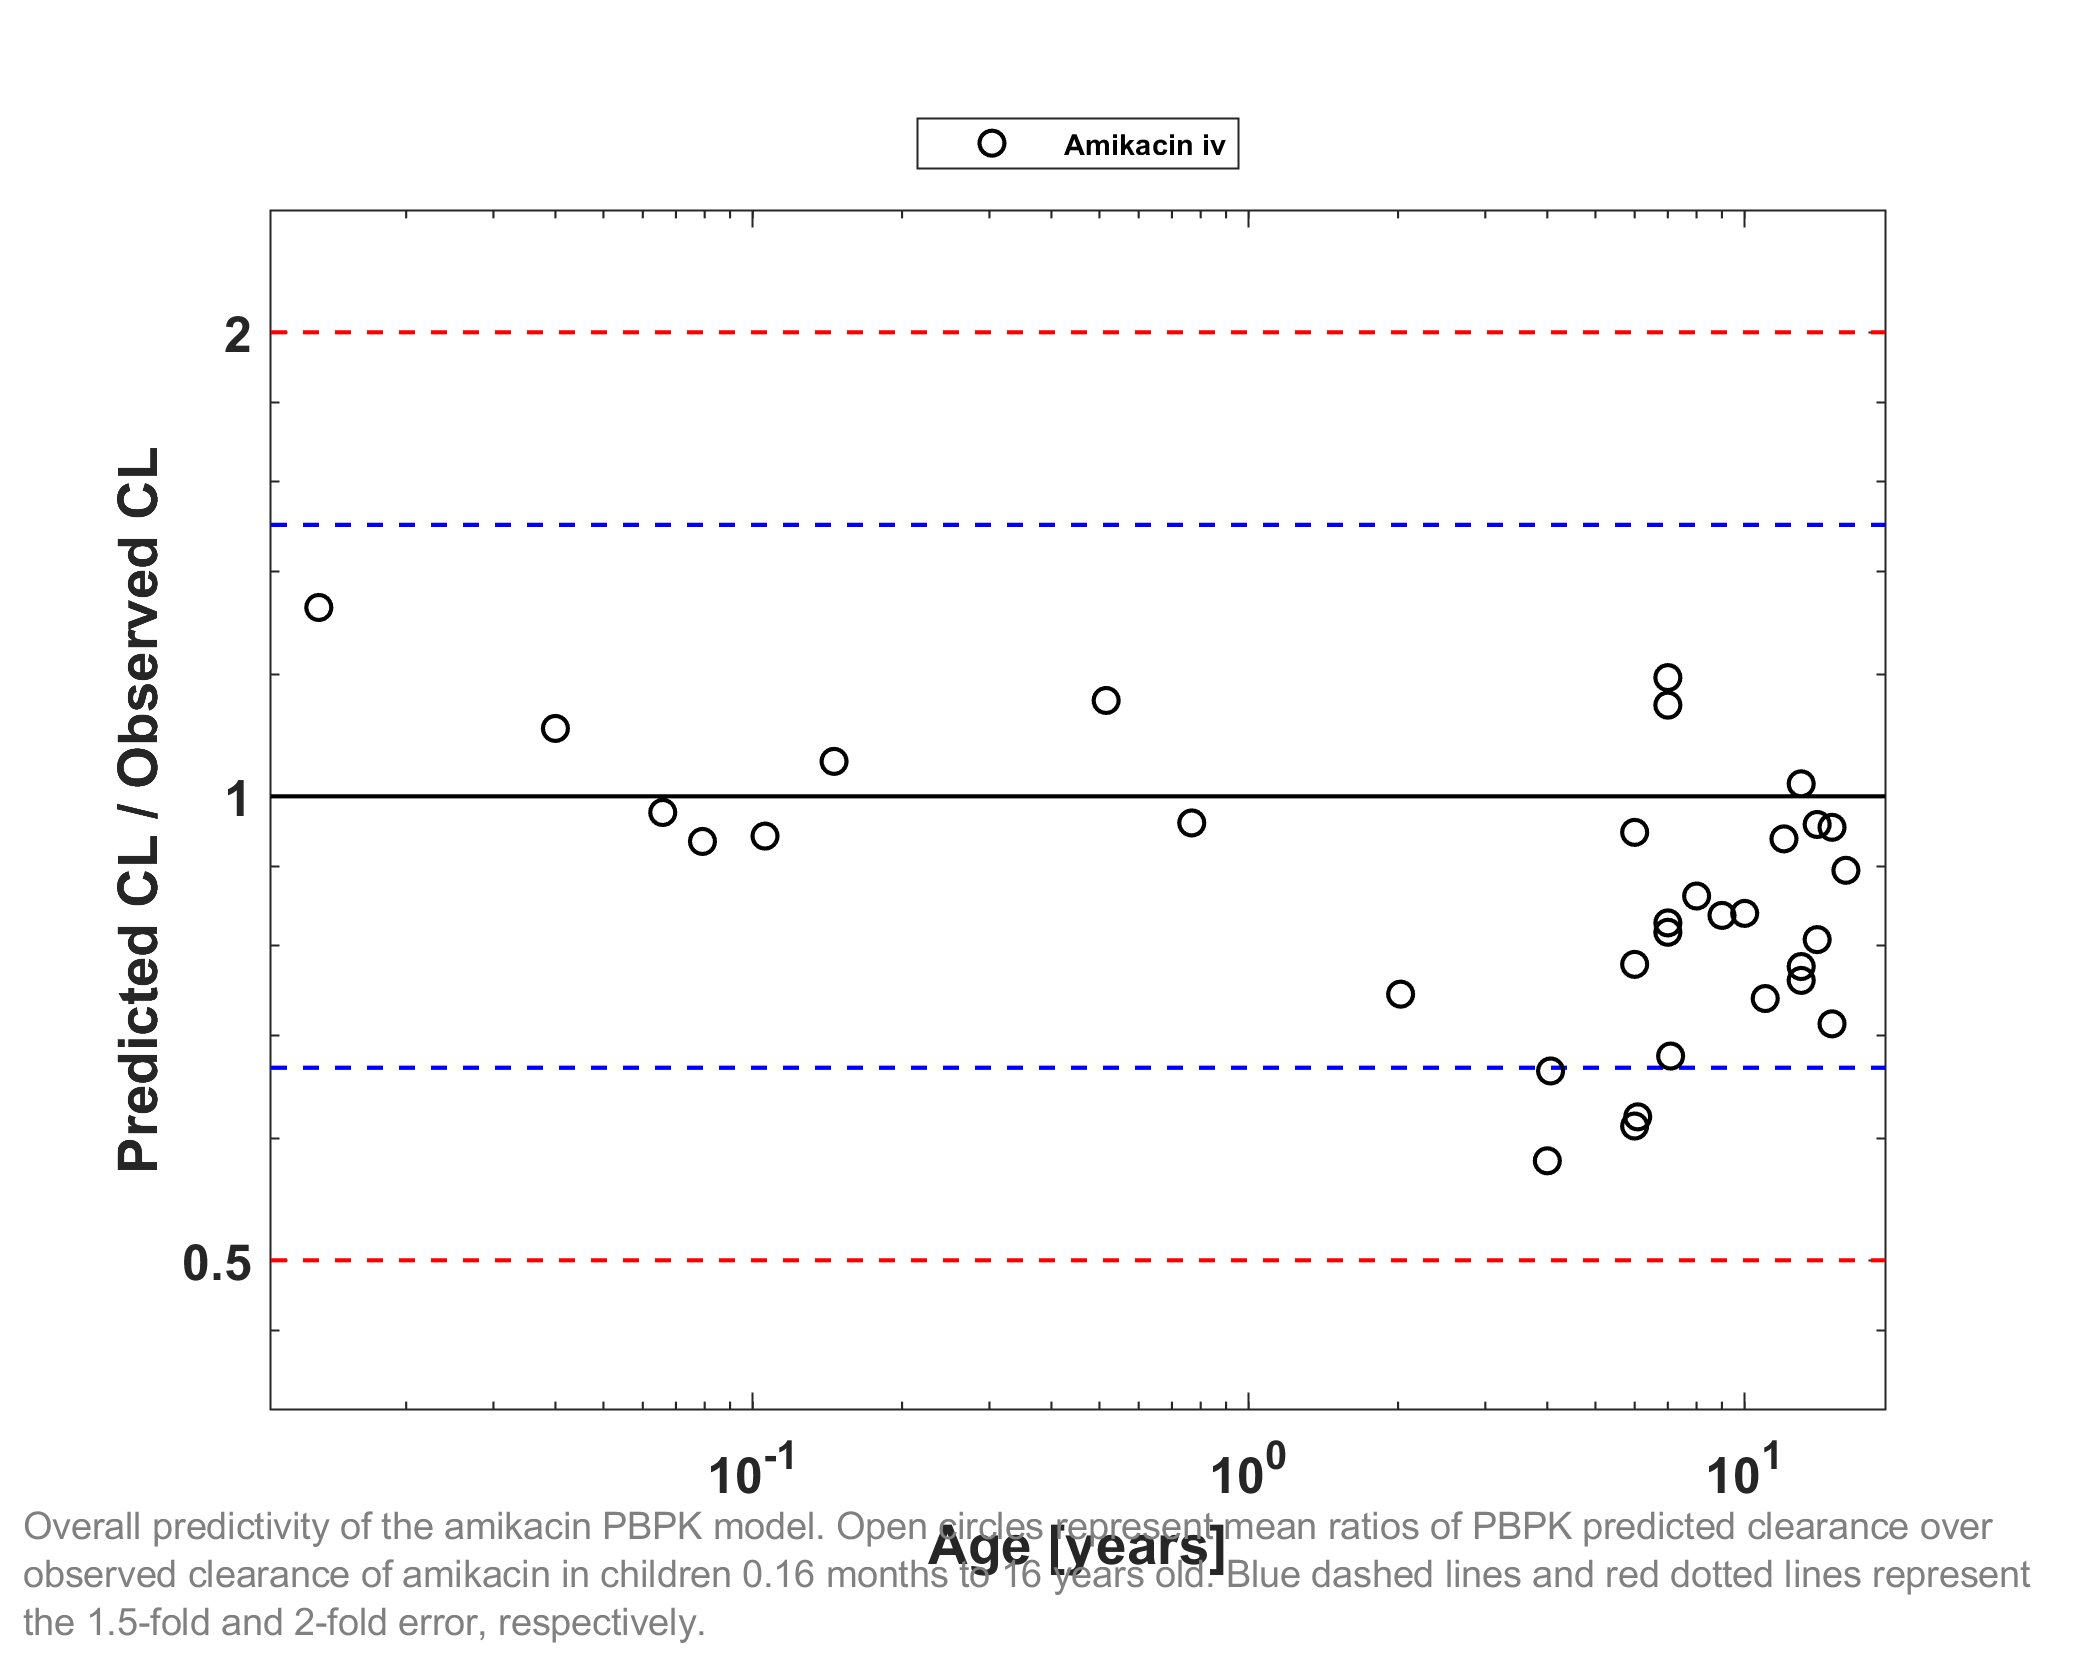 Amikacin iv
2
1
0.5
Predicted CL / Observed CL
10-1
100
101
Age [years]
Overall predictivity of the amikacin PBPK model. Open circles represent mean ratios of PBPK predicted clearance over
observed clearance of amikacin in children 0.16 months to 16 years old. Blue dashed lines and red dotted lines represent
the 1.5-fold and 2-fold error, respectively.